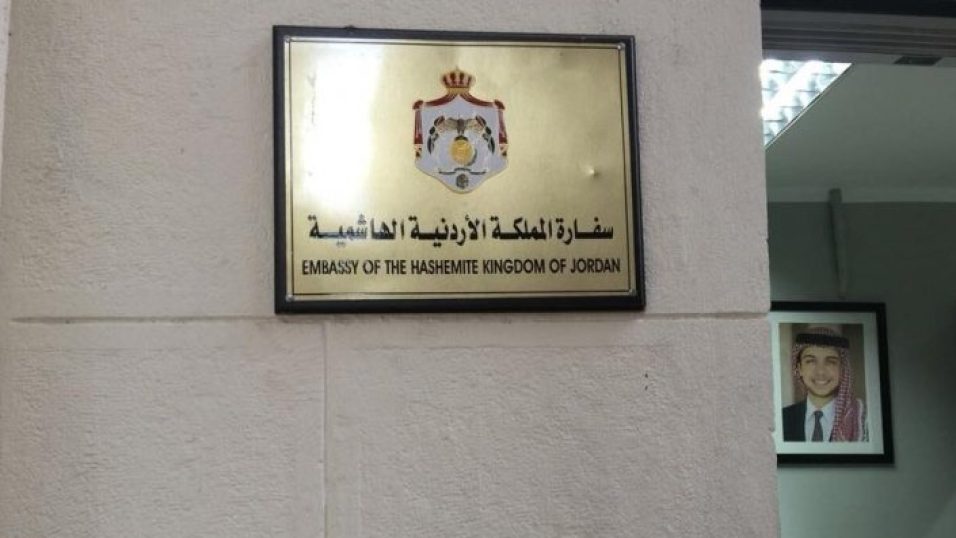 سفارة المملكة الأردنية الهاشمية
EMBASSY OF THE HASHEMITE KINGDOM OF JORDAN